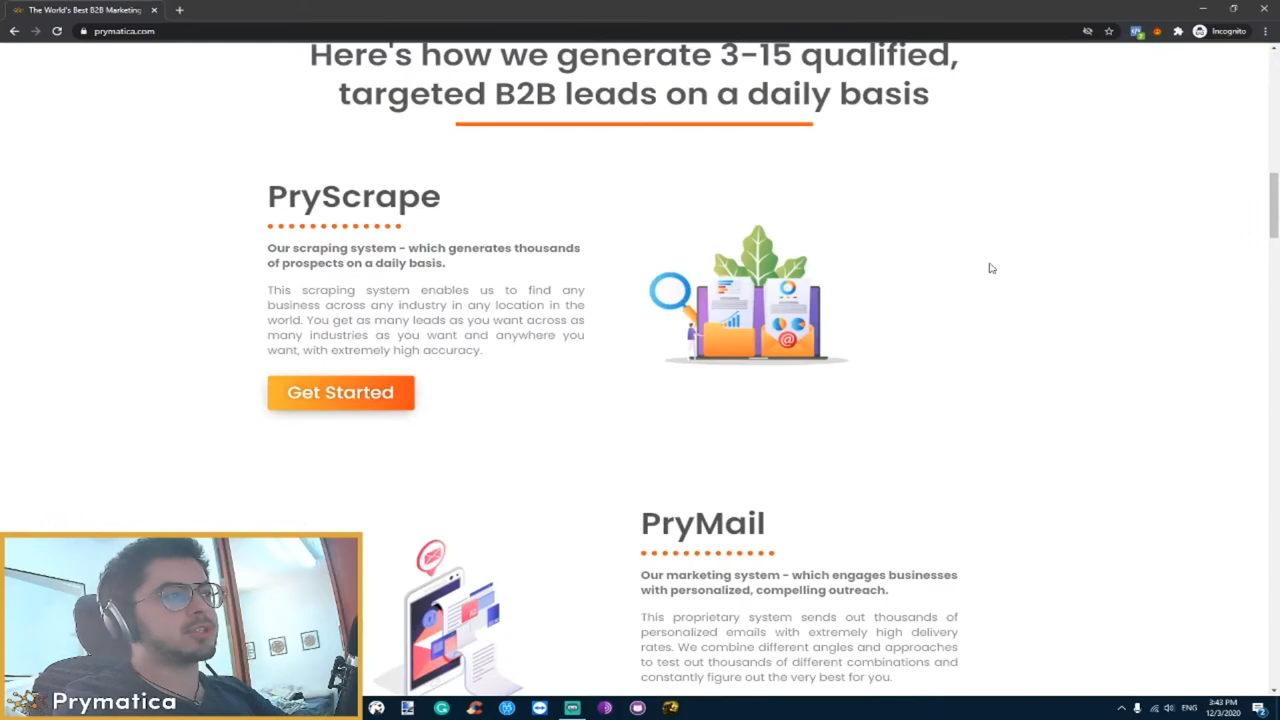 The World's Best B2B Marketing
prymatica.com
Incognito
Here's how we generate 3-15 qualified,
targeted B2B leads on a daily basis
PryScrape
Our scraping system - which generates thousands
of prospects on a daily basis.
This scraping system enables us to find any
business across any industry in any location in the
world. You get as many leads as you want across as
many industries as you want and anywhere you
want, with extremely high accuracy.
Get Started
PryMail
Our marketing system - which engages businesses
with personalized, compelling outreach.
This proprietary system sends out thousands of
personalized emails with extremely high delivery
rates. We combine different angles and approaches
to test out thousands of different combinations and
constantly figure out the very best for you.
Prymatica
ENG
3:43 PM
12/3/2020